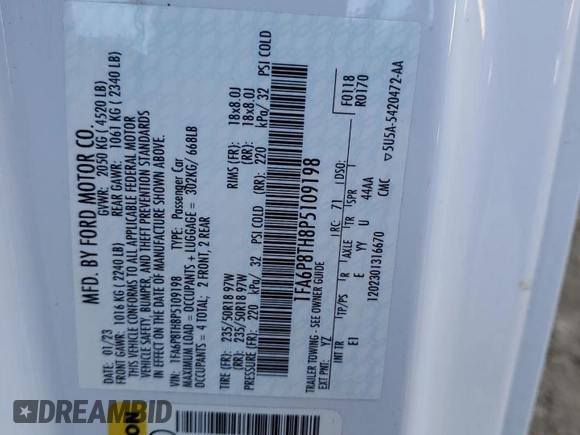 MFD. BY FORD MOTOR CO.
DATE: 01/23 GVWR: 2050 KG ( 4520 LB)
FRONT GAWR: 1016 KG ( 2240 LB) REAR GAWR: 1061 KG ( 2340 LB)
THIS VEHICLE CONFORMS TO ALL APPLICABLE FEDERAL MOTOR
VEHICLE SAFETY, BUMPER, AND THEFT PREVENTION STANDARDS
IN EFFECT ON THE DATE OF MANUFACTURE SHOWN ABOVE.
VIN: 1FA6P8TH8P5109198 TYPE: Passenger Car
MAXIMUM LOAD = OCCUPANTS + LUGGAGE = 302KG/ 668LB
OCCUPANTS = 4 TOTAL; 2 FRONT, 2 REAR
TIRE (FR): 235/50R18 97W RIMS (FR): 18x8.0J
(RR): 235/50R18 97W (RR): 18x8.0J
PRESSURE (FR): 220 kPa/ 32 PSI COLD (RR): 220 kPa/ 32 PSI COLD
1FA6P8TH8P5109198
TRAILER TOWING - SEE OWNER GUIDE
F0118
R0170
EXT PNT: YZ RC: 71 DSO:
INT TR TP/PS R AXLE TR SPR
EI E YY U 44AA
1202301316670 CMC ▽ 5U5A-5420472-AA
ION
DREAMBID